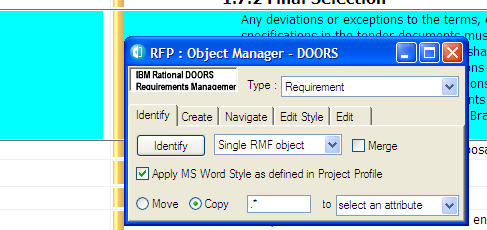 1.7.2 Final Selection
Any deviations or exceptions to the terms,
specifications in the tender documents mus
RFP : Object Manager - DOORS
IBM Rational DOORS
Requirements Managemer
Type :
Requirement
Identify
Create
Navigate
Edit Style
Edit
Identify
Single RMF object
Merge
Apply MS Word Style as defined in Project Profile
Move
Copy
.*
to
select an attribute